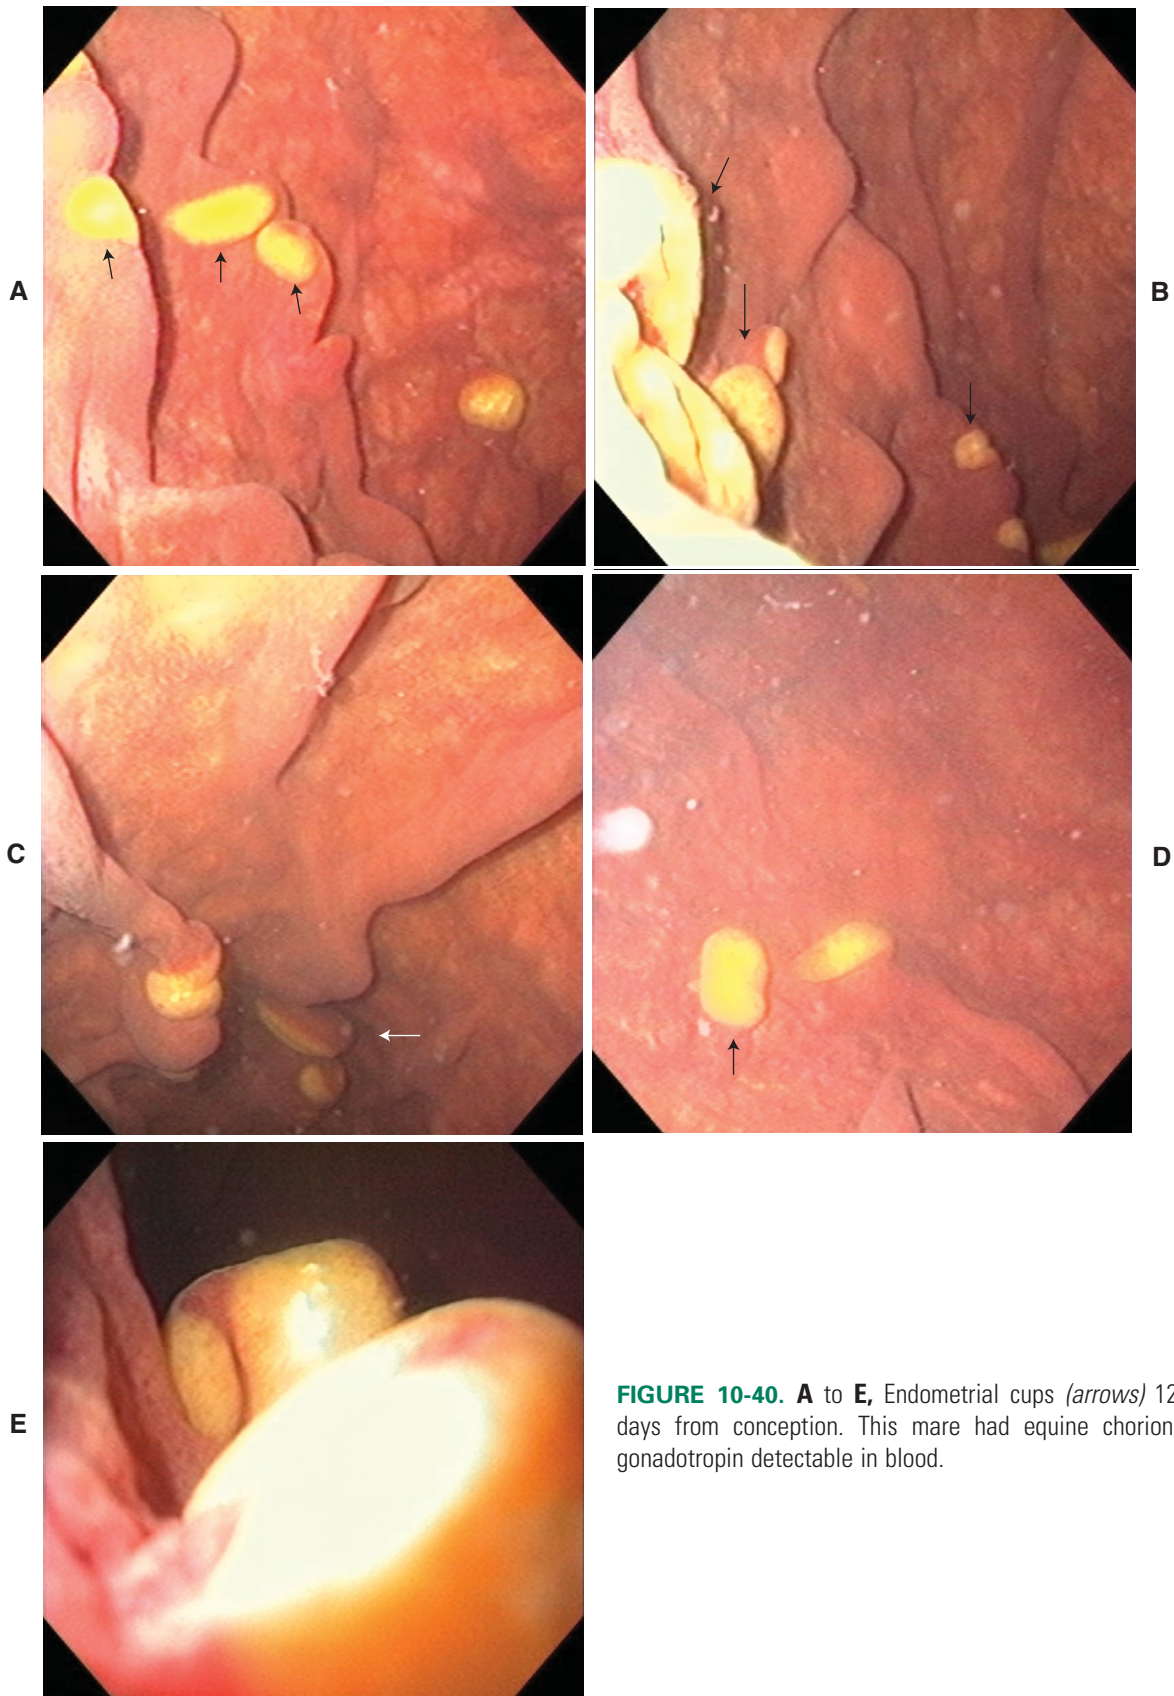 A
B
C
D
E
FIGURE 10-40. A to E, Endometrial cups (arrows) 12
days from conception. This mare had equine chorion
gonadotropin detectable in blood.